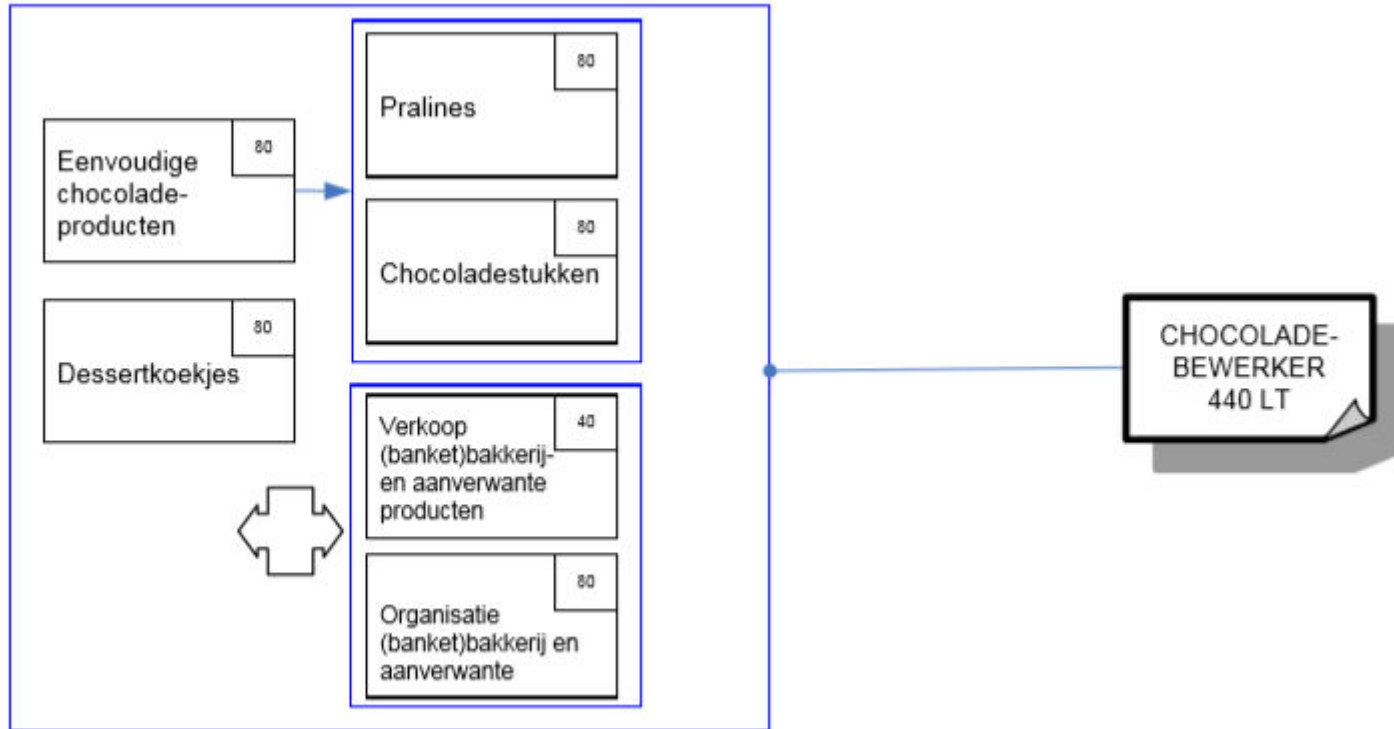 80
Eenvoudige
chocolade-
producten
80
Dessertkoekjes
80
Pralines
80
Chocoladestukken
40
Verkoop
(banket)bakkerij-
en aanverwante
producten
80
Organisatie
(banket)bakkerij en
aanverwante
CHOCOLADE-
BEWERKER
440 LT